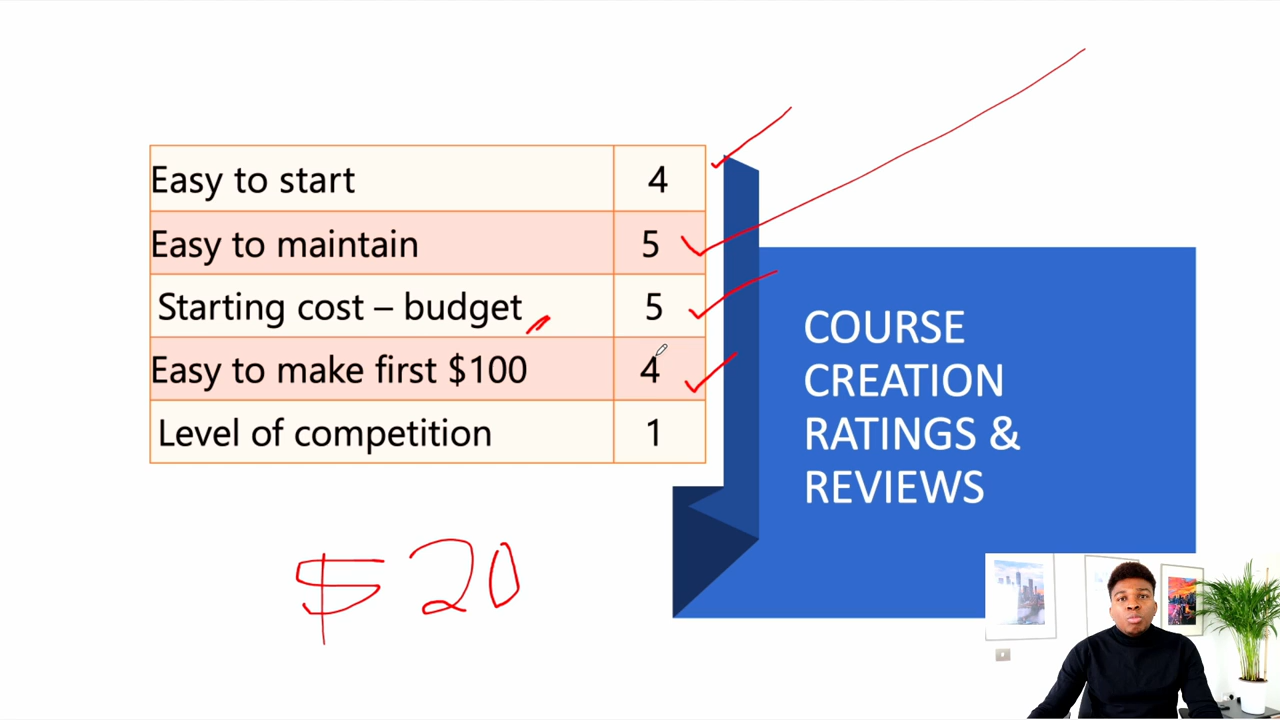 Easy to start 4
Easy to maintain 5
Starting cost – budget 5
Easy to make first $100 4
Level of competition 1
COURSE
CREATION
RATINGS &
REVIEWS
$20